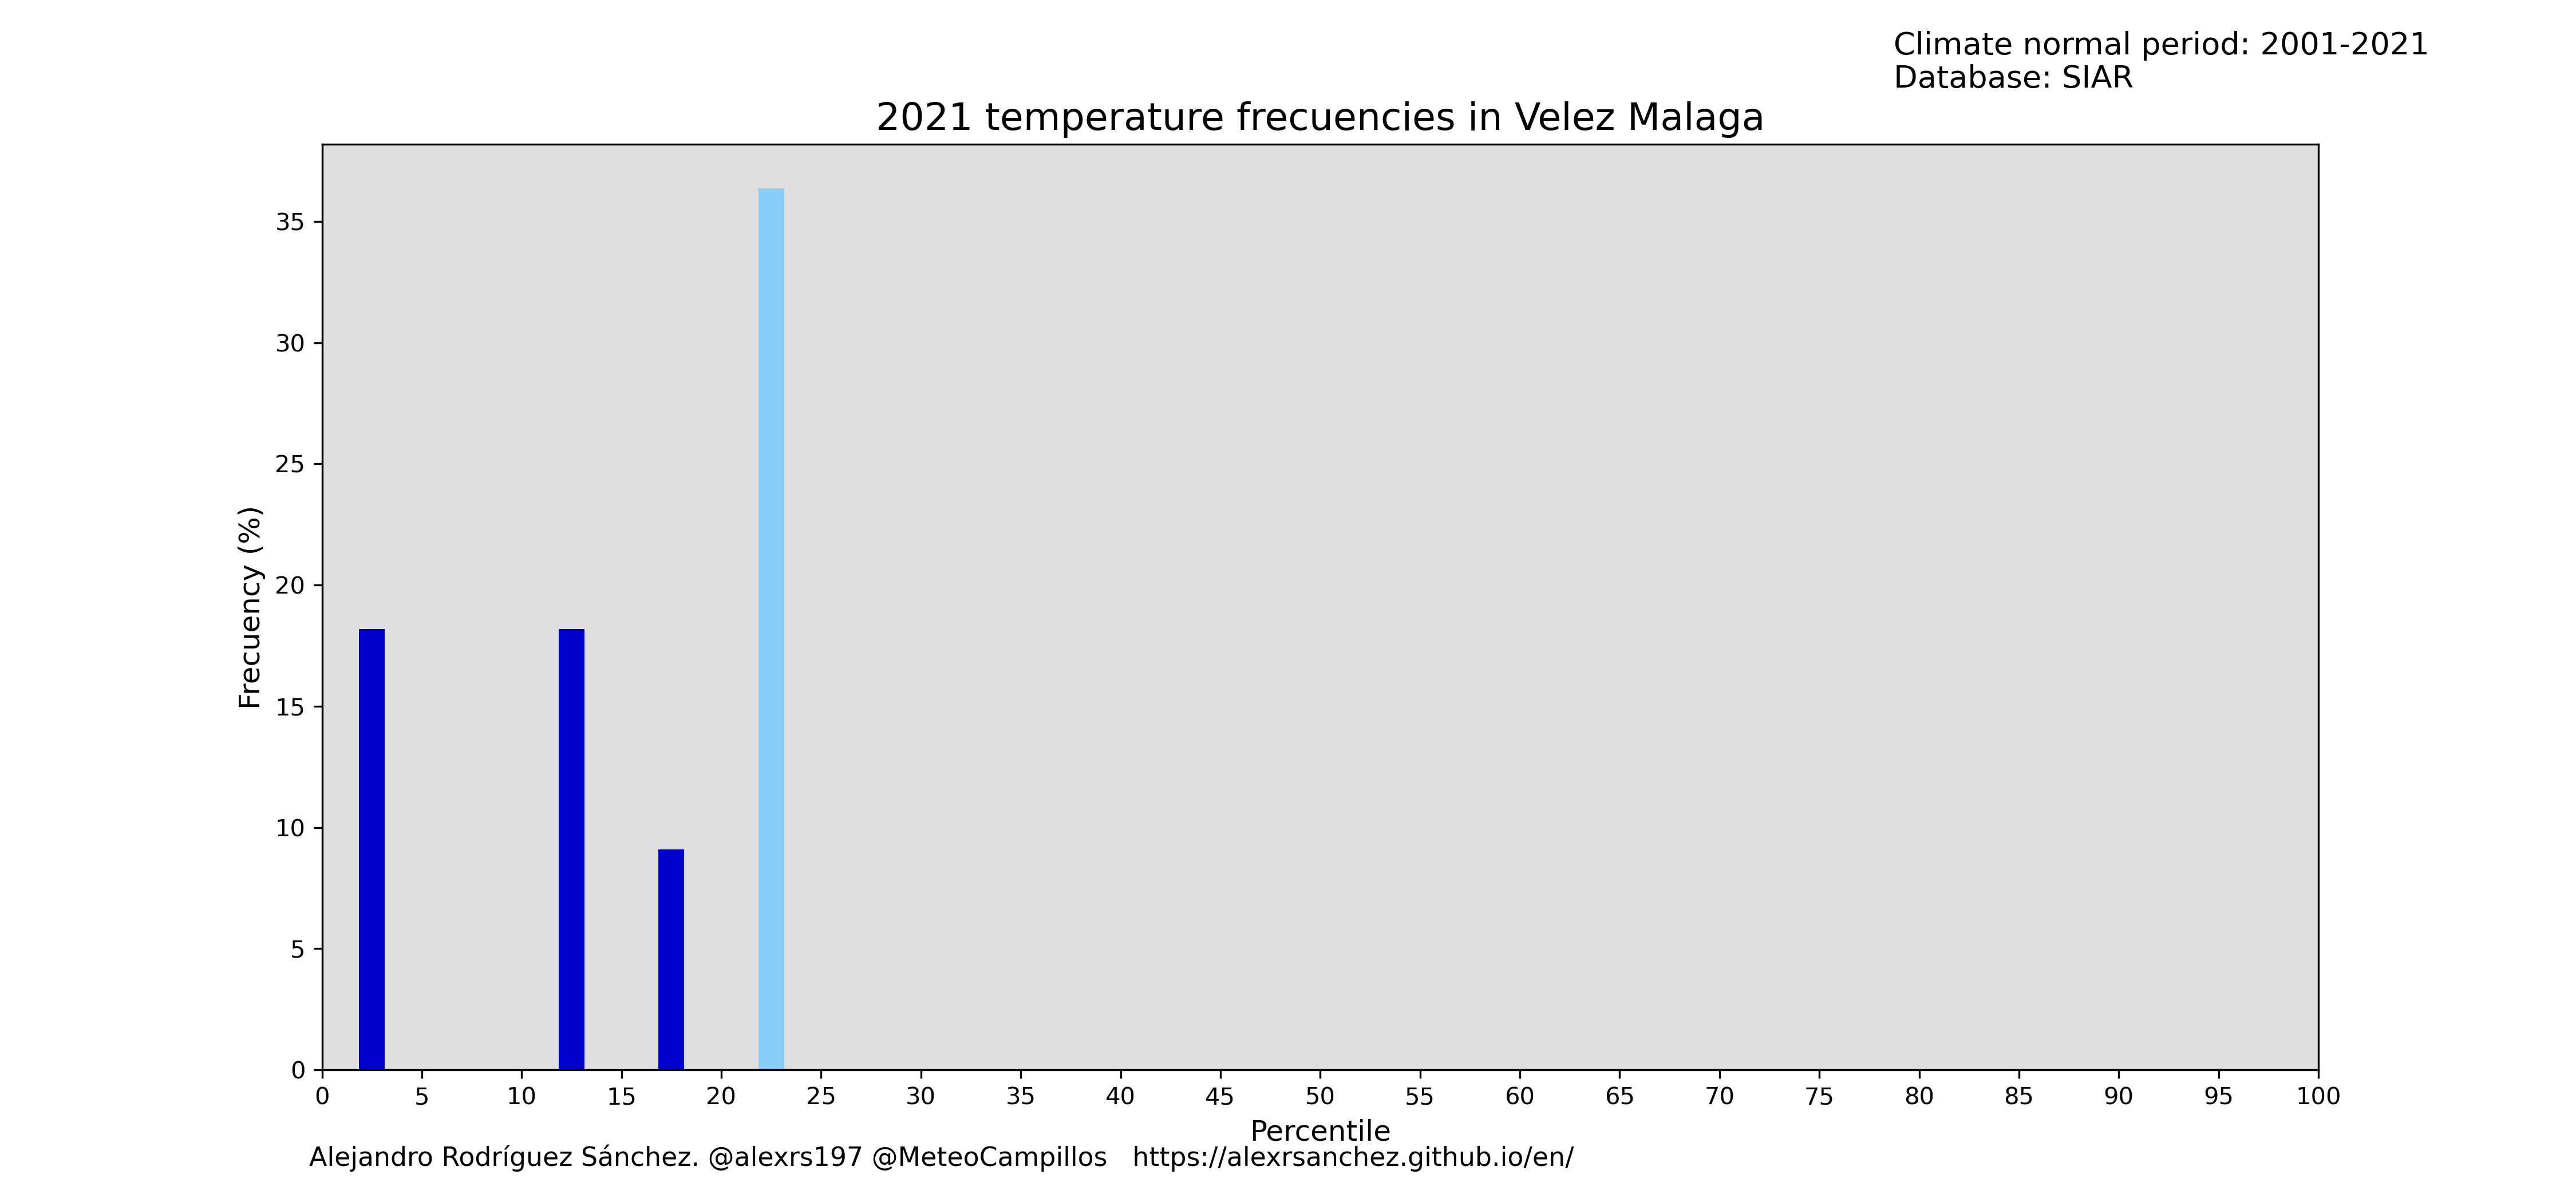 Climate normal period: 2001-2021
Database: SIAR
2021 temperature frecuencies in Velez Malaga
35
30
25
20
15
10
5
0
Frecuency (%)
0 5 10 15 20 25 30 35 40 45 50 55 60 65 70 75 80 85 90 95 100
Percentile
Alejandro Rodríguez Sánchez. @alexrs197 @MeteoCampillos https://alexrsanchez.github.io/en/